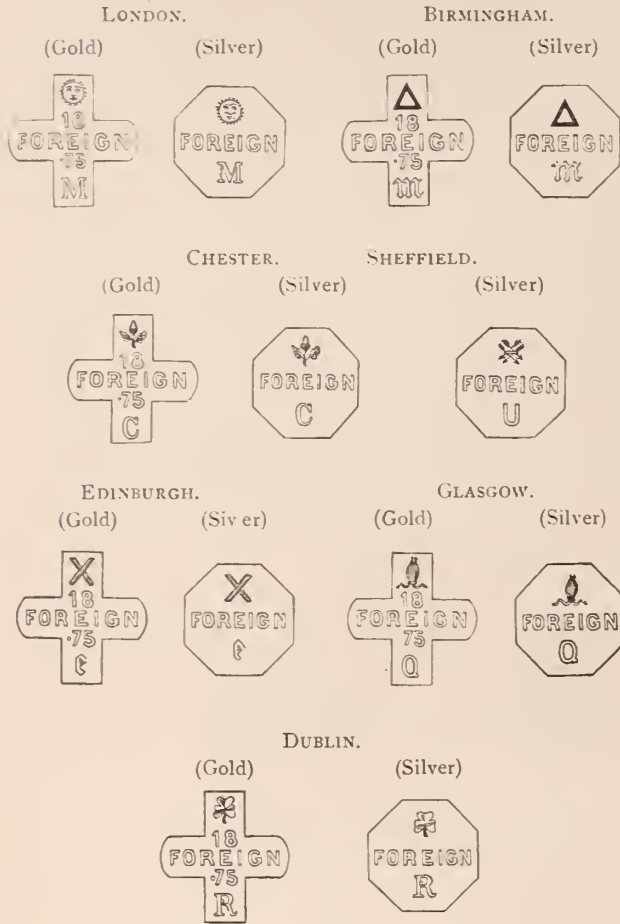 LONDON. BIRMINGHAM.
(Gold) (Silver) (Gold) (Silver)
18
FOREIGN
.75
M
FOREIGN
M
18
FOREIGN
.75
m
FOREIGN
m
CHESTER. SHEFFIELD.
(Gold) (Silver) (Silver)
18
FOREIGN
.75
C
FOREIGN
C
FOREIGN
U
EDINBURGH. GLASGOW.
(Gold) (Siv er) (Gold) (Silver)
X
18
FOREIGN
.75
X
FOREIGN
18
FOREIGN
75
Q
FOREIGN
Q
DUBLIN.
(Gold) (Silver)
18
FOREIGN
.75
R
FOREIGN
R